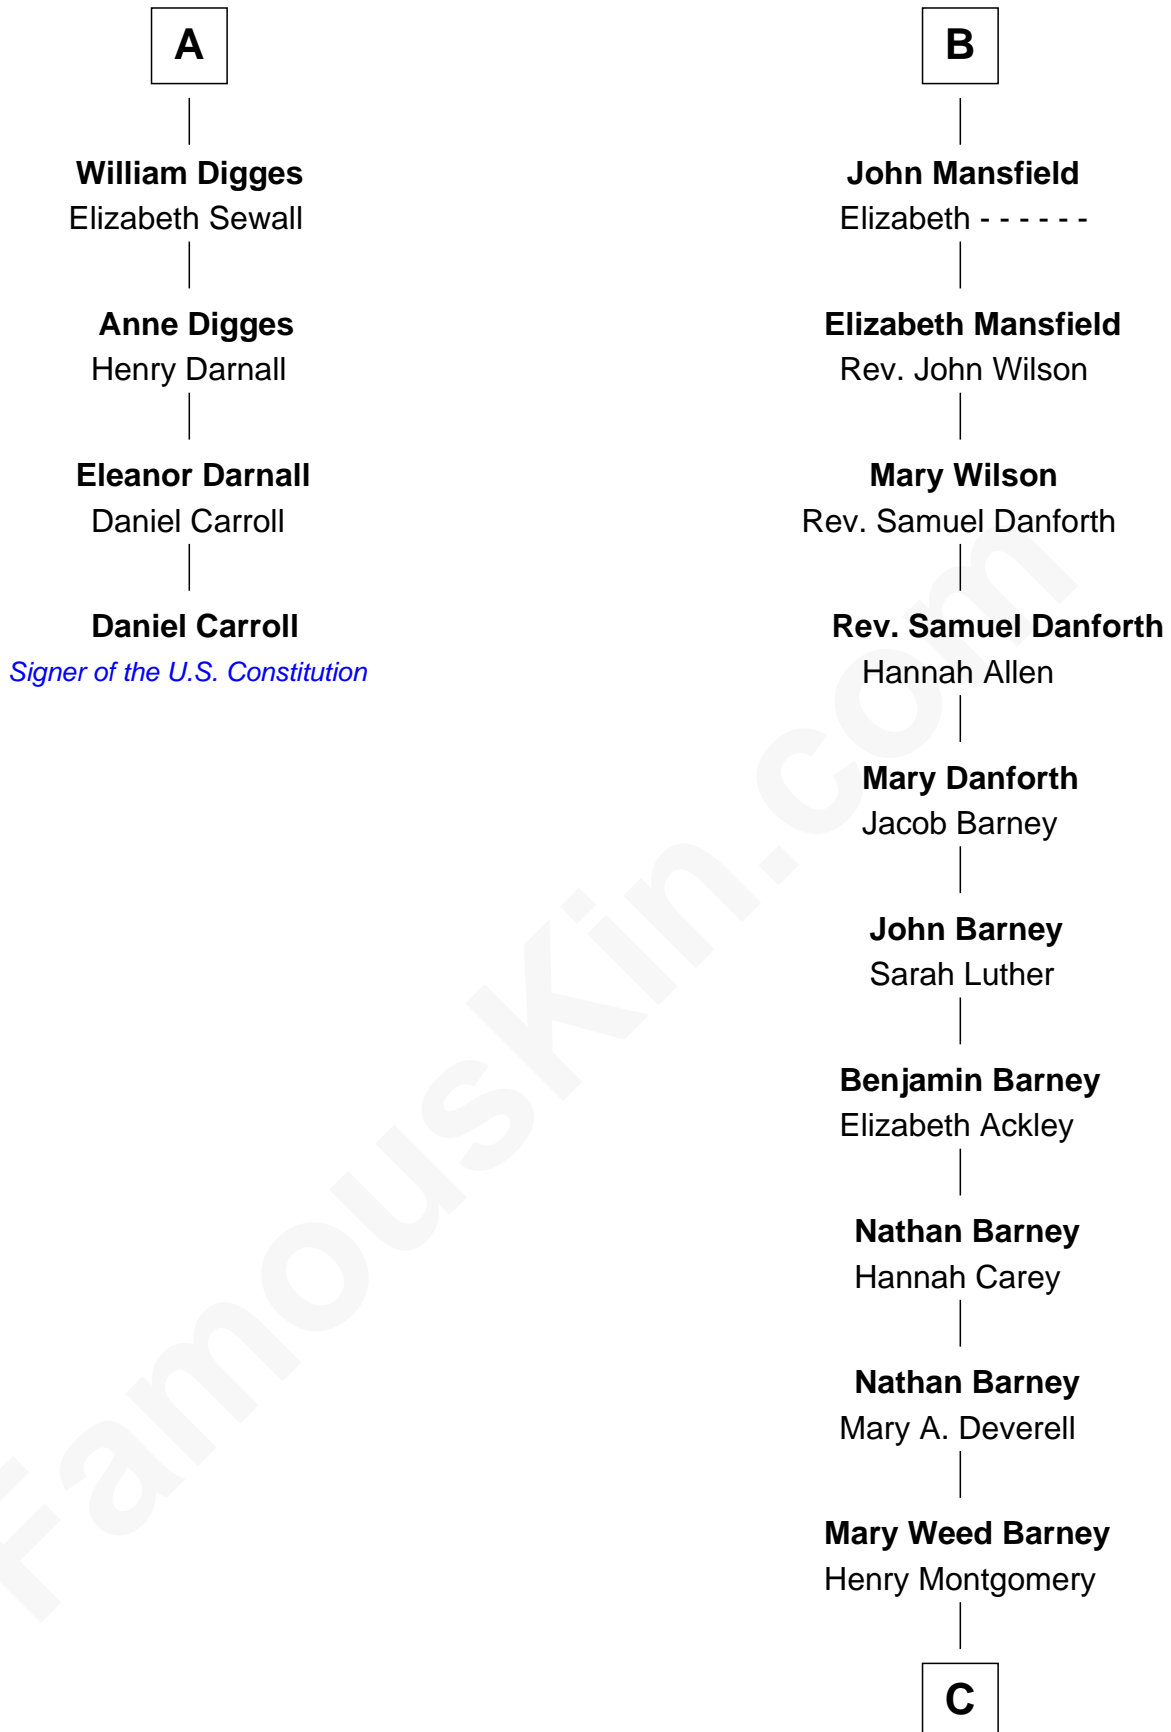 A
William Digges
Elizabeth Sewall
Anne Digges
Henry Darnall
Eleanor Darnall
Daniel Carroll
Daniel Carroll
Signer of the U.S. Constitution
B
John Mansfield
Elizabeth - - - - - -
Elizabeth Mansfield
Rev. John Wilson
Mary Wilson
Rev. Samuel Danforth
Rev. Samuel Danforth
Hannah Allen
Mary Danforth
Jacob Barney
John Barney
Sarah Luther
Benjamin Barney
Elizabeth Ackley
Nathan Barney
Hannah Carey
Nathan Barney
Mary A. Deverell
Mary Weed Barney
Henry Montgomery
C
FamousKin.com